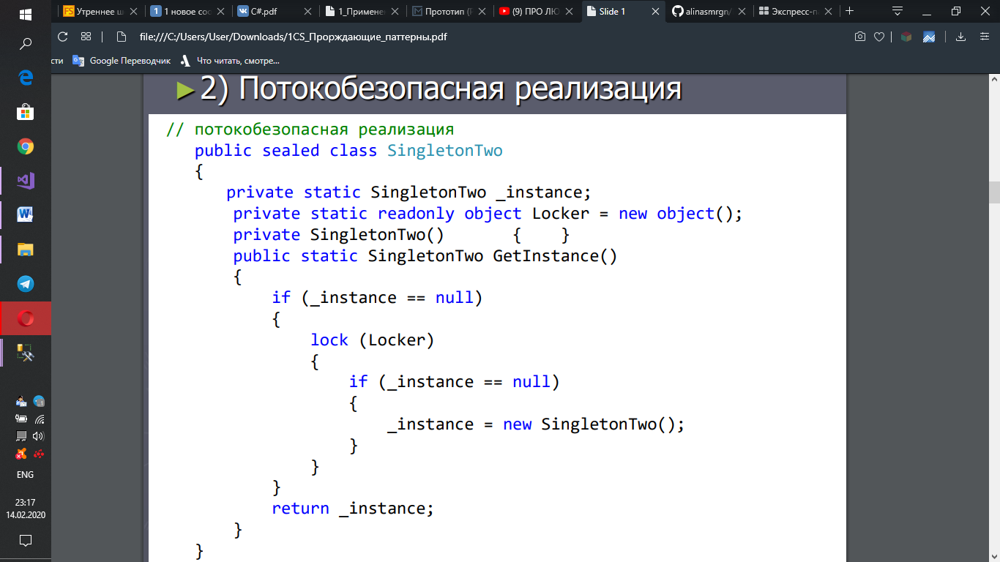 Утреннее ш
1 новое соо
C#.pdf
1_Примене
Прототип (P
(9) ПРО ЛЮ
Slide 1
alinasmrgn/
Экспресс-п
file:///C:/Users/User/Downloads/1CS_Прорждающие_паттерны.pdf
сти
Google Переводчик
Что читать, смотре...
2) Потокобезопасная реализация
// потокобезопасная реализация
public sealed class SingletonTwo
{
private static SingletonTwo _instance;
private static readonly object Locker = new object();
private SingletonTwo() { }
public static SingletonTwo GetInstance()
{
if (_instance == null)
{
lock (Locker)
{
if (_instance == null)
{
_instance = new SingletonTwo();
}
}
}
return _instance;
}
}
ENG
23:17
14.02.2020